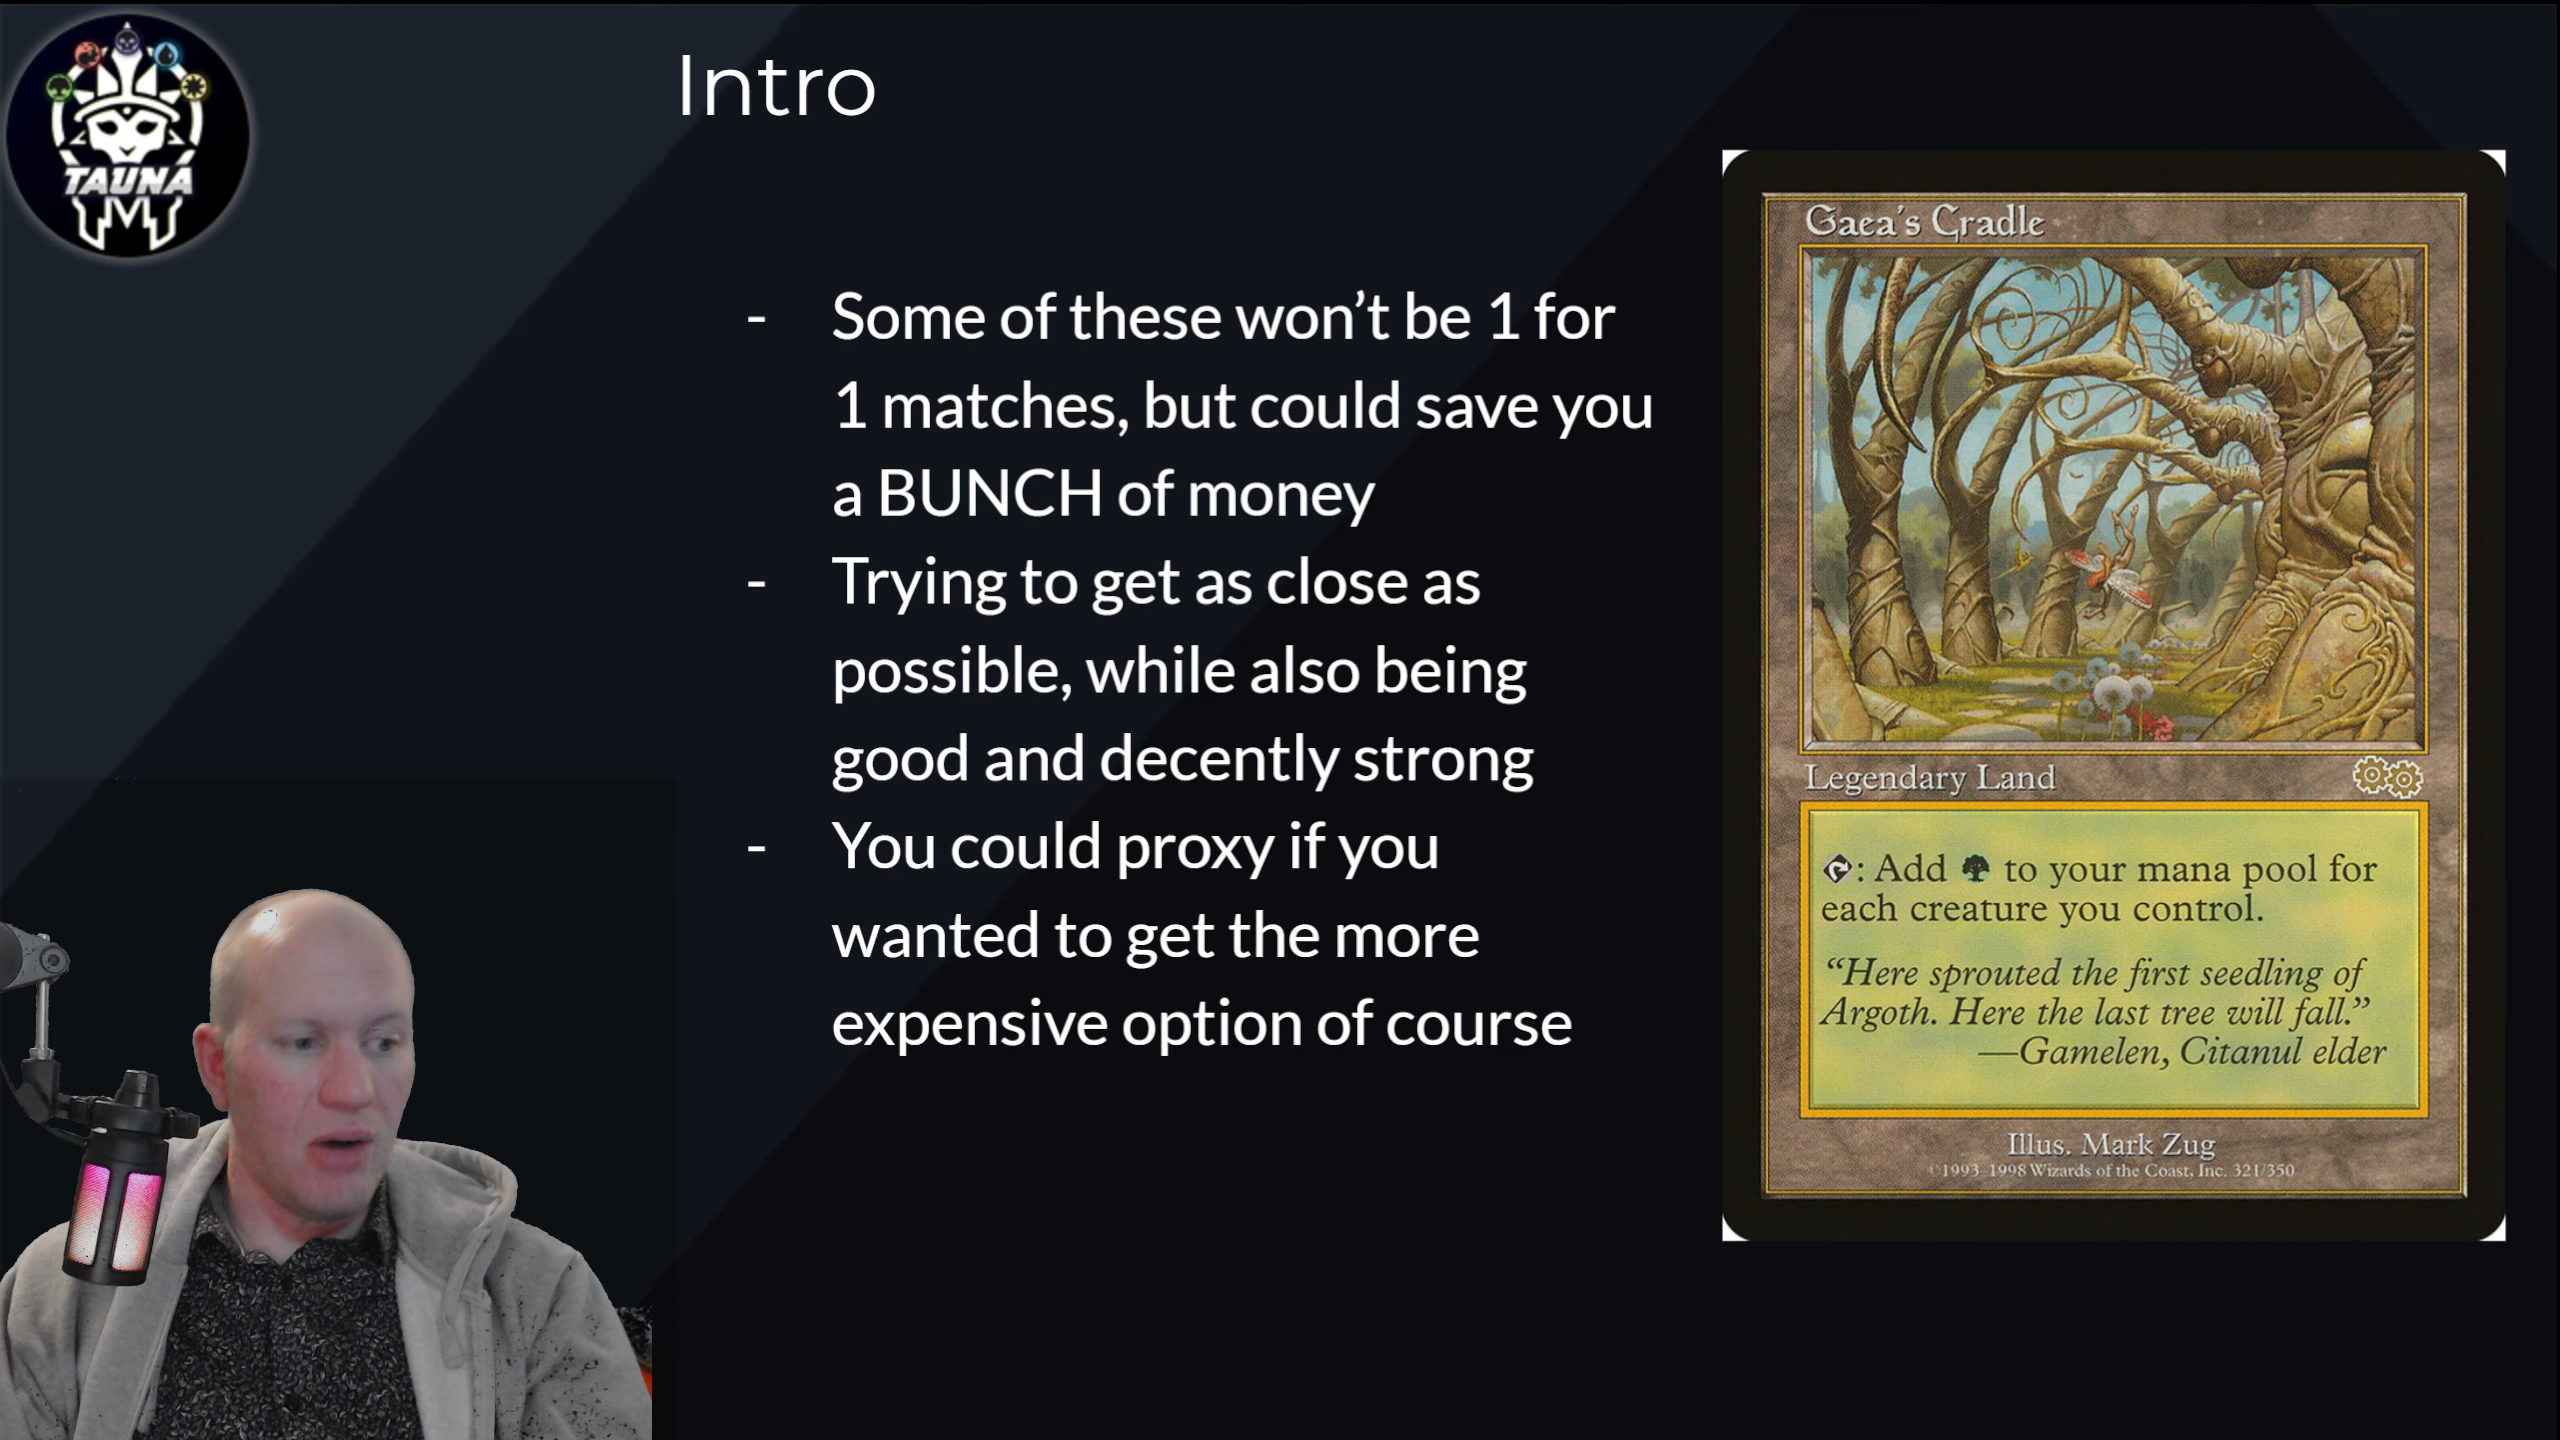 TAUNA
M
Intro
- Some of these won’t be 1 for
1 matches, but could save you
a BUNCH of money
- Trying to get as close as
possible, while also being
good and decently strong
- You could proxy if you
wanted to get the more
expensive option of course
Gaea's Cradle
Legendary Land
: Add to your mana pool for
each creature you control.
“Here sprouted the first seedling of
Argoth. Here the last tree will fall.”
—Gamelen, Citanul elder
Illus. Mark Zug
©1993-1998 Wizards of the Coast, Inc. 321/350